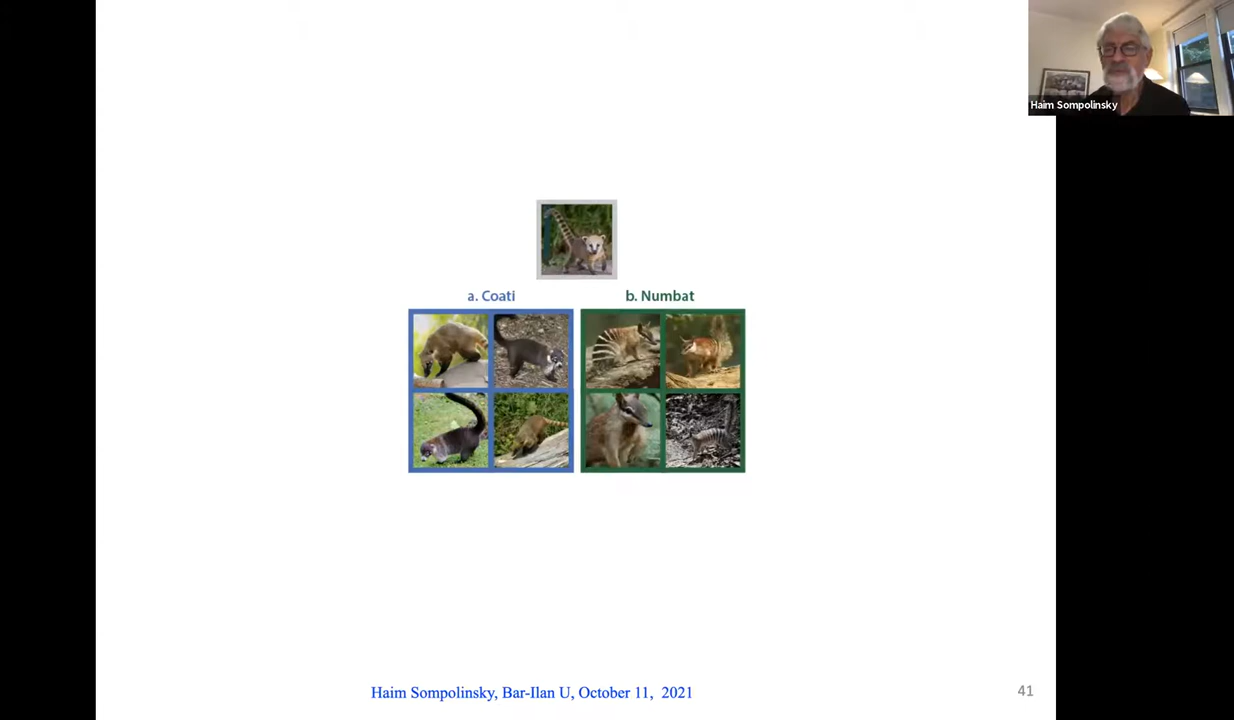 Haim Sompolinsky
a. Coati
b. Numbat
Haim Sompolinsky, Bar-Ilan U, October 11, 2021
41